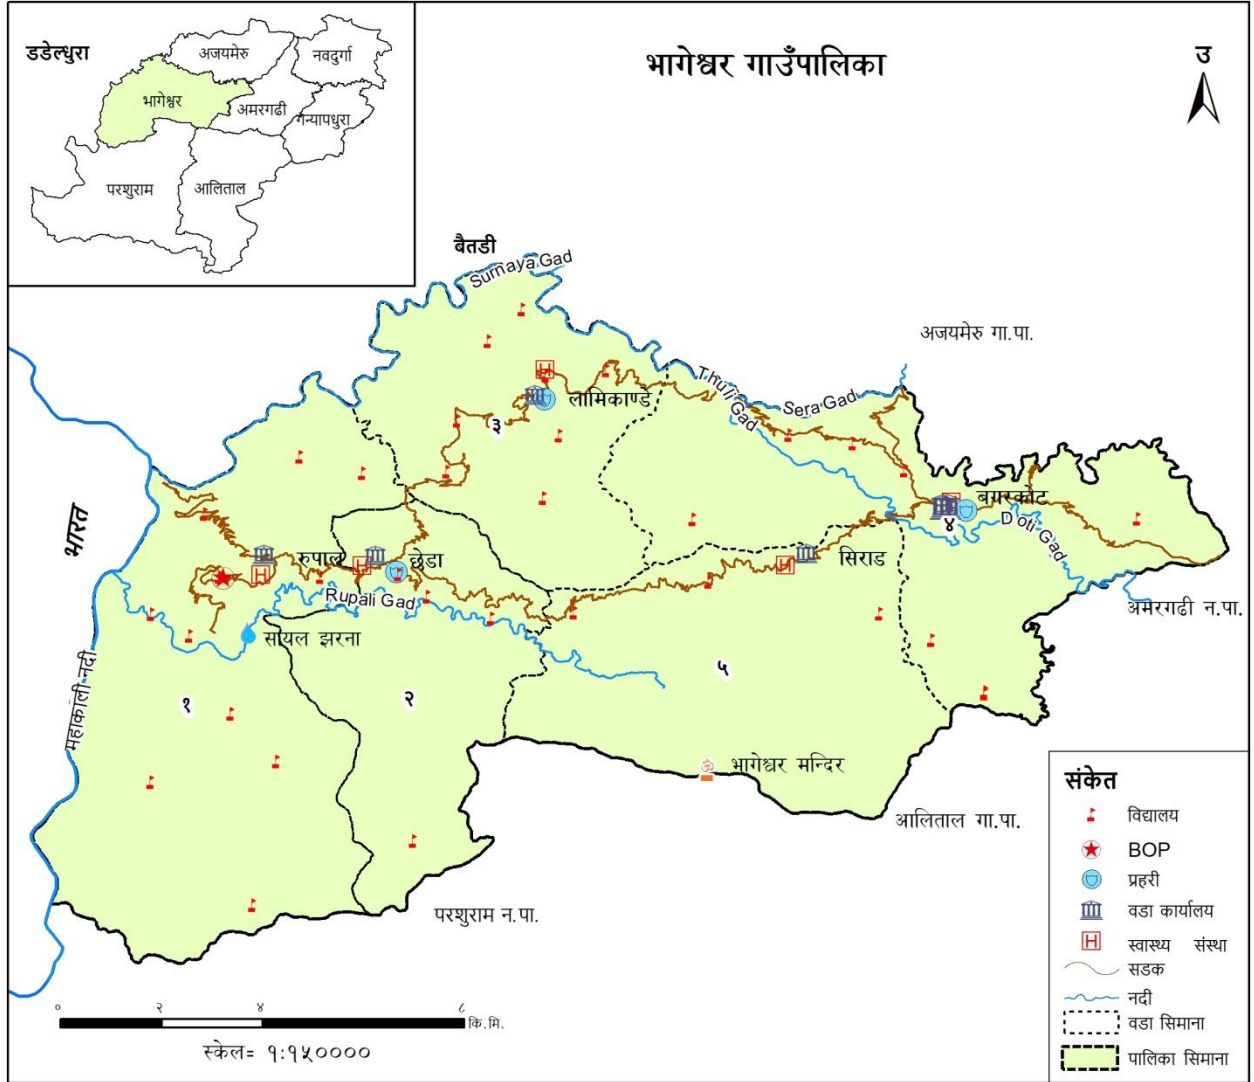 डडेल्धुरा
अजयमेरु
नवदुर्गा
भागेश्वर
अमरगढी
गन्यापधुरा
परशुराम
आलिताल
भागेश्वर गाउँपालिका
उ
बैतडी
Surnaya Gad
अजयमेरु गा.पा.
Thuli Gad
Sera Gad
लामिकाण्डे
३
बगरकोट
४
Doti Gad
भारत
रुपाल
छेडा
सिराड
Rupali Gad
अमरगढी न.पा.
सायल झरना
महाकाली नदी
१
२
५
भागेश्वर मन्दिर
आलिताल गा.पा.
परशुराम न.पा.
संकेत
विद्यालय
BOP
प्रहरी
वडा कार्यालय
स्वास्थ्य संस्था
सडक
नदी
वडा सिमाना
पालिका सिमाना
० २ ४ ८
कि.मि.
स्केल= १:१५००००